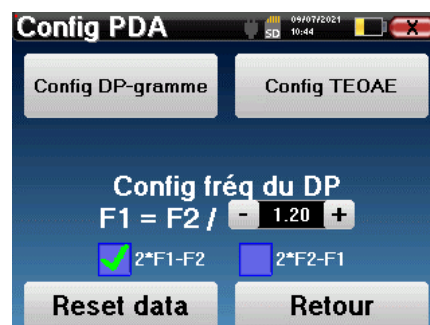 Config PDA
SD
09/07/2021
10:44
X
Config DP-gramme
Config TEOAE
Config fréq du DP
F1 = F2 / - 1.20 +
2*F1-F2
2*F2-F1
Reset data
Retour